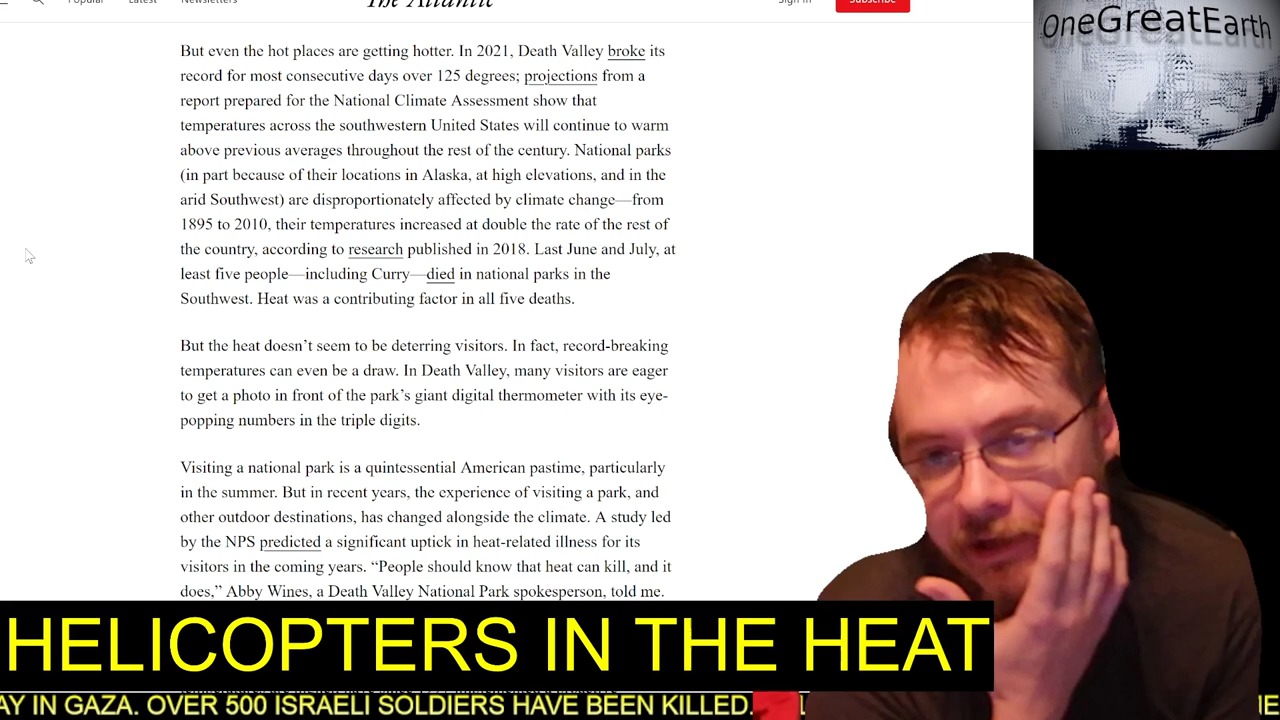 Popular Latest Newsletters The Atlantic Sign In Subscribe
OneGreatEarth
But even the hot places are getting hotter. In 2021, Death Valley broke its
record for most consecutive days over 125 degrees; projections from a
report prepared for the National Climate Assessment show that
temperatures across the southwestern United States will continue to warm
above previous averages throughout the rest of the century. National parks
(in part because of their locations in Alaska, at high elevations, and in the
arid Southwest) are disproportionately affected by climate change—from
1895 to 2010, their temperatures increased at double the rate of the rest of
the country, according to research published in 2018. Last June and July, at
least five people—including Curry—died in national parks in the
Southwest. Heat was a contributing factor in all five deaths.
But the heat doesn’t seem to be deterring visitors. In fact, record-breaking
temperatures can even be a draw. In Death Valley, many visitors are eager
to get a photo in front of the park’s giant digital thermometer with its eye-
popping numbers in the triple digits.
Visiting a national park is a quintessential American pastime, particularly
in the summer. But in recent years, the experience of visiting a park, and
other outdoor destinations, has changed alongside the climate. A study led
by the NPS predicted a significant uptick in heat-related illness for its
visitors in the coming years. “People should know that heat can kill, and it
does,” Abby Wines, a Death Valley National Park spokesperson, told me.
HELICOPTERS IN THE HEAT
AY IN GAZA. OVER 500 ISRAELI SOLDIERS HAVE BEEN KILLED.